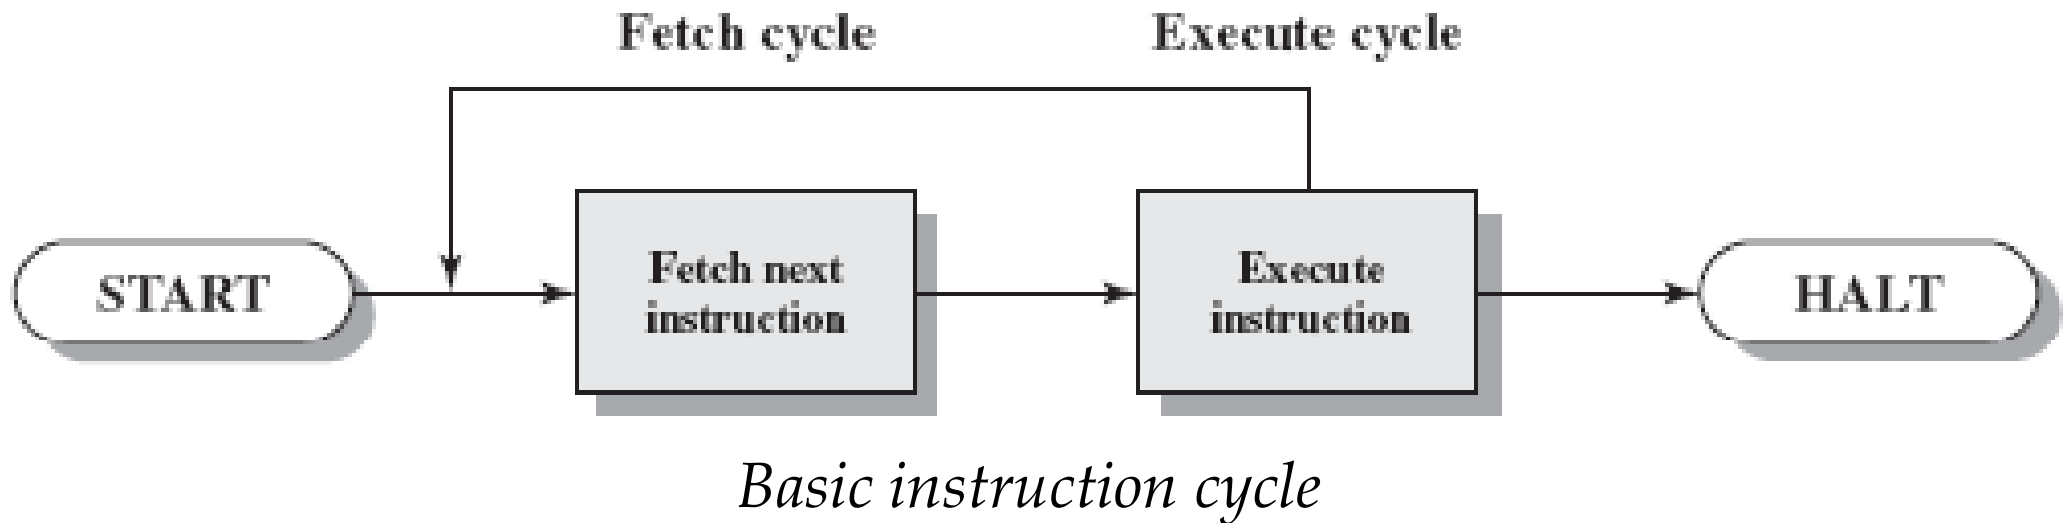 Fetch cycle
Execute cycle
START
Fetch next
instruction
Execute
instruction
HALT
Basic instruction cycle